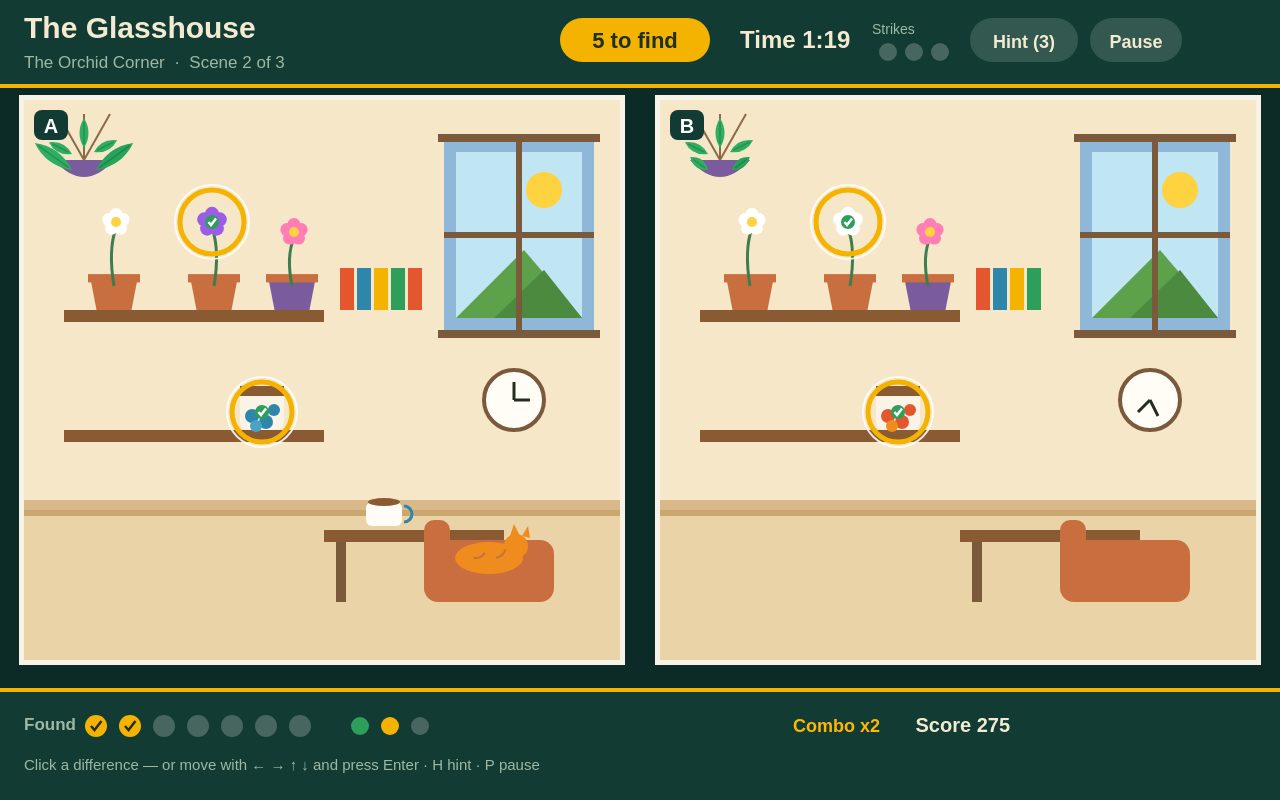 The Glasshouse
The Orchid Corner · Scene 2 of 3
5 to find
Time 1:19
Strikes
Hint (3)
Pause
A
B
Found
Combo x2
Score 275
Click a difference — or move with ← → ↑ ↓ and press Enter · H hint · P pause